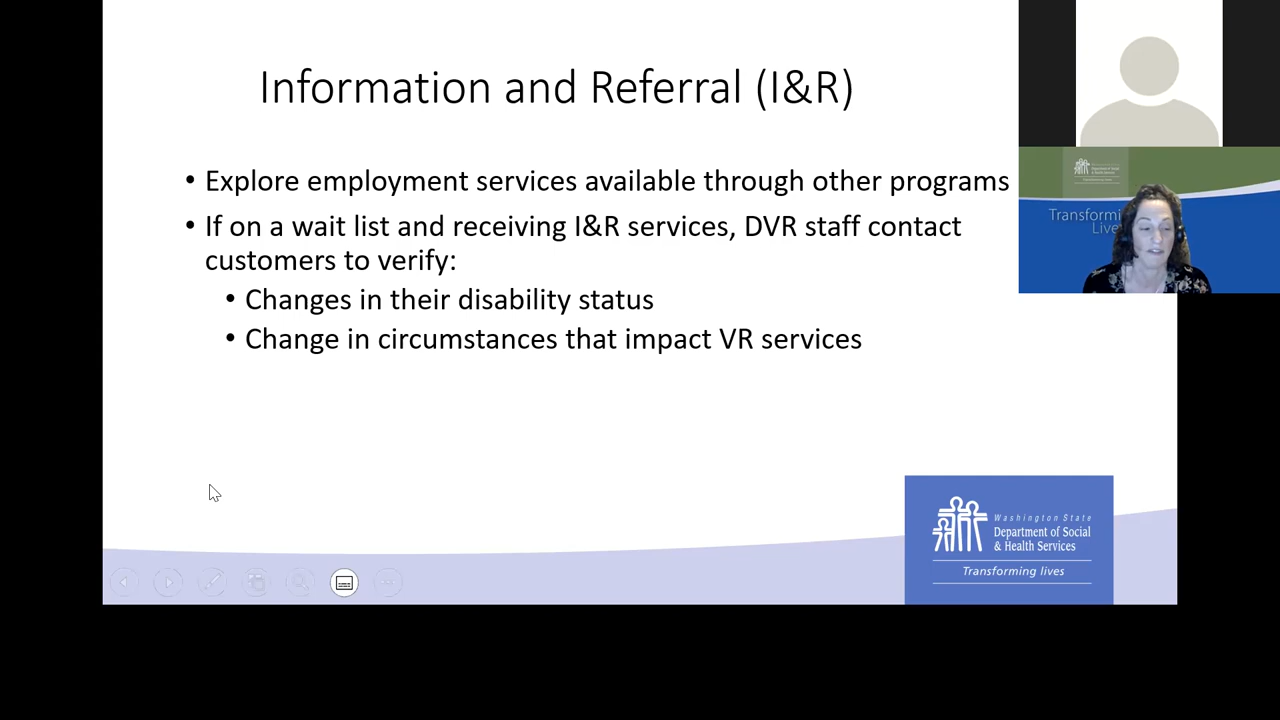 Information and Referral (I&R)
• Explore employment services available through other programs
• If on a wait list and receiving I&R services, DVR staff contact
customers to verify:
• Changes in their disability status
• Change in circumstances that impact VR services
Transforming
Washington State
Department of Social
& Health Services
Transforming lives